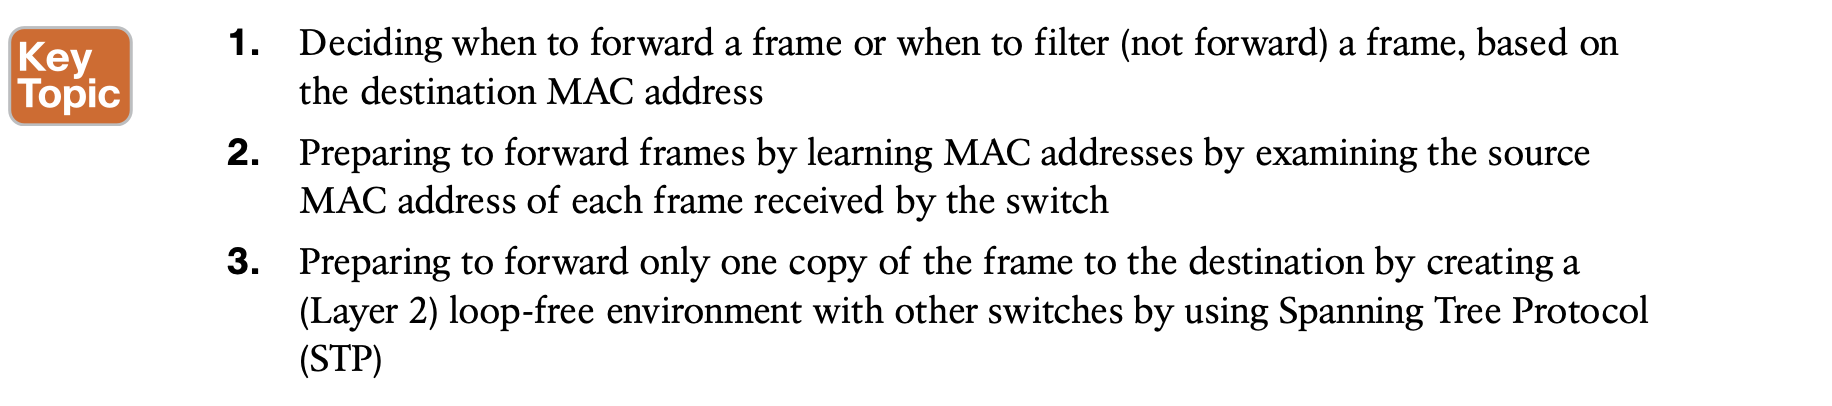 Key
Topic
1. Deciding when to forward a frame or when to filter (not forward) a frame, based on
the destination MAC address
2. Preparing to forward frames by learning MAC addresses by examining the source
MAC address of each frame received by the switch
3. Preparing to forward only one copy of the frame to the destination by creating a
(Layer 2) loop-free environment with other switches by using Spanning Tree Protocol
(STP)